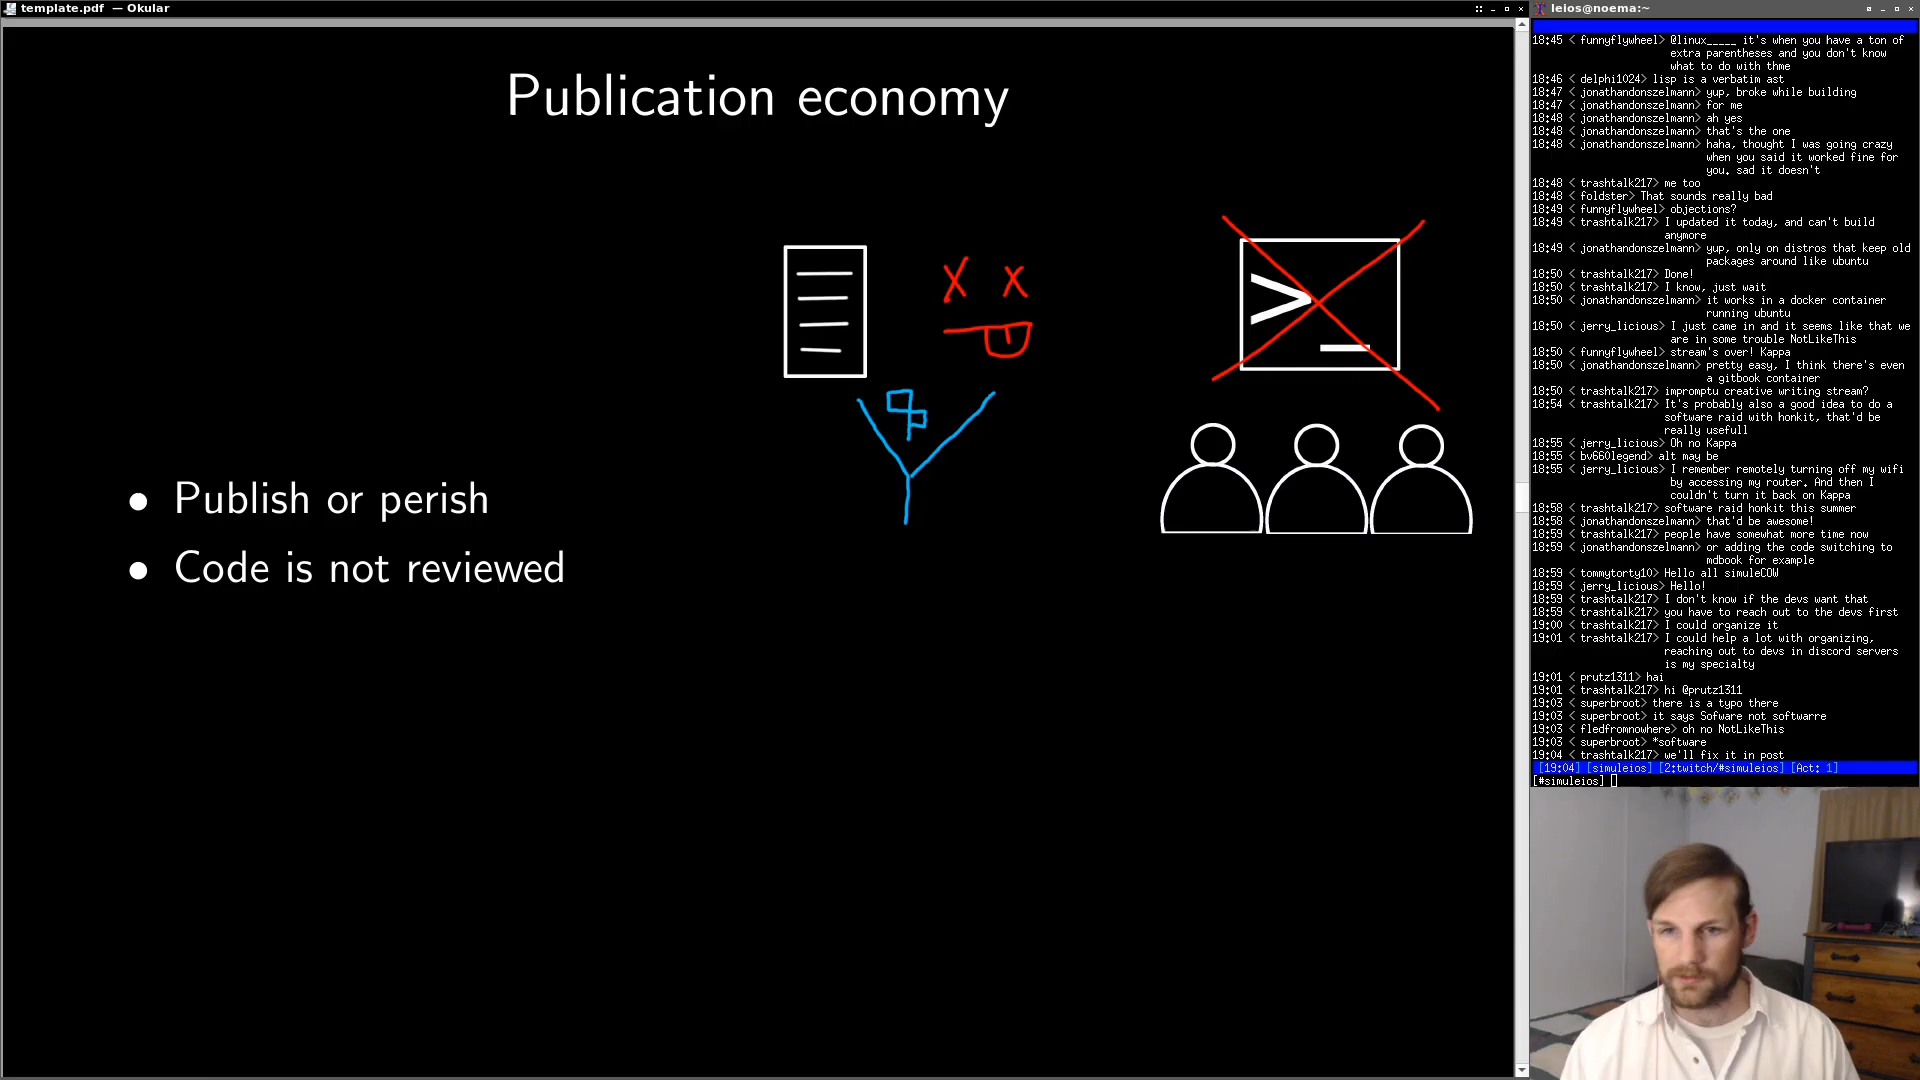 template.pdf — Okular
Publication economy
X X
>_
• Publish or perish
• Code is not reviewed
leios@noema:~
18:45 < funnyflywheel> @linux_____ it's when you have a ton of
extra parentheses and you don't know
what to do with thme
18:46 < delphi1024> lisp is a verbatim ast
18:47 < jonathandonszelmann> yup, broke while building
18:47 < jonathandonszelmann> for me
18:48 < jonathandonszelmann> ah yes
18:48 < jonathandonszelmann> that's the one
18:48 < jonathandonszelmann> haha, thought I was going crazy
when you said it worked fine for
you. sad it doesn't
18:48 < trashtalk217> me too
18:48 < foldster> That sounds really bad
18:49 < funnyflywheel> objections?
18:49 < trashtalk217> I updated it today, and can't build
anymore
18:49 < jonathandonszelmann> yup, only on distros that keep old
packages around like ubuntu
18:50 < trashtalk217> Done!
18:50 < trashtalk217> I know, just wait
18:50 < jonathandonszelmann> it works in a docker container
running ubuntu
18:50 < jerry_licious> I just came in and it seems like that we
are in some trouble NotLikeThis
18:50 < funnyflywheel> stream's over! Kappa
18:50 < jonathandonszelmann> pretty easy, I think there's even
a gitbook container
18:50 < trashtalk217> impromptu creative writing stream?
18:54 < trashtalk217> It's probably also a good idea to do a
software raid with honkit, that'd be
really usefull
18:55 < jerry_licious> Oh no Kappa
18:55 < bv660legend> alt may be
18:55 < jerry_licious> I remember remotely turning off my wifi
by accessing my router. And then I
couldn't turn it back on Kappa
18:58 < trashtalk217> software raid honkit this summer
18:58 < jonathandonszelmann> that'd be awesome!
18:59 < trashtalk217> people have somewhat more time now
18:59 < jonathandonszelmann> or adding the code switching to
mdbook for example
18:59 < tommytorty10> Hello all simuleCOW
18:59 < jerry_licious> Hello!
18:59 < trashtalk217> I don't know if the devs want that
18:59 < trashtalk217> you have to reach out to the devs first
19:00 < trashtalk217> I could organize it
19:01 < trashtalk217> I could help a lot with organizing,
reaching out to devs in discord servers
is my specialty
19:01 < prutz1311> hai
19:01 < trashtalk217> hi @prutz1311
19:03 < superbroot> there is a typo there
19:03 < superbroot> it says Sofware not softwarre
19:03 < fledfromnowhere> oh no NotLikeThis
19:03 < superbroot> *software
19:04 < trashtalk217> we'll fix it in post
[19:04] [simuleios] [2:twitch/#simuleios] [Act: 1]
[#simuleios]